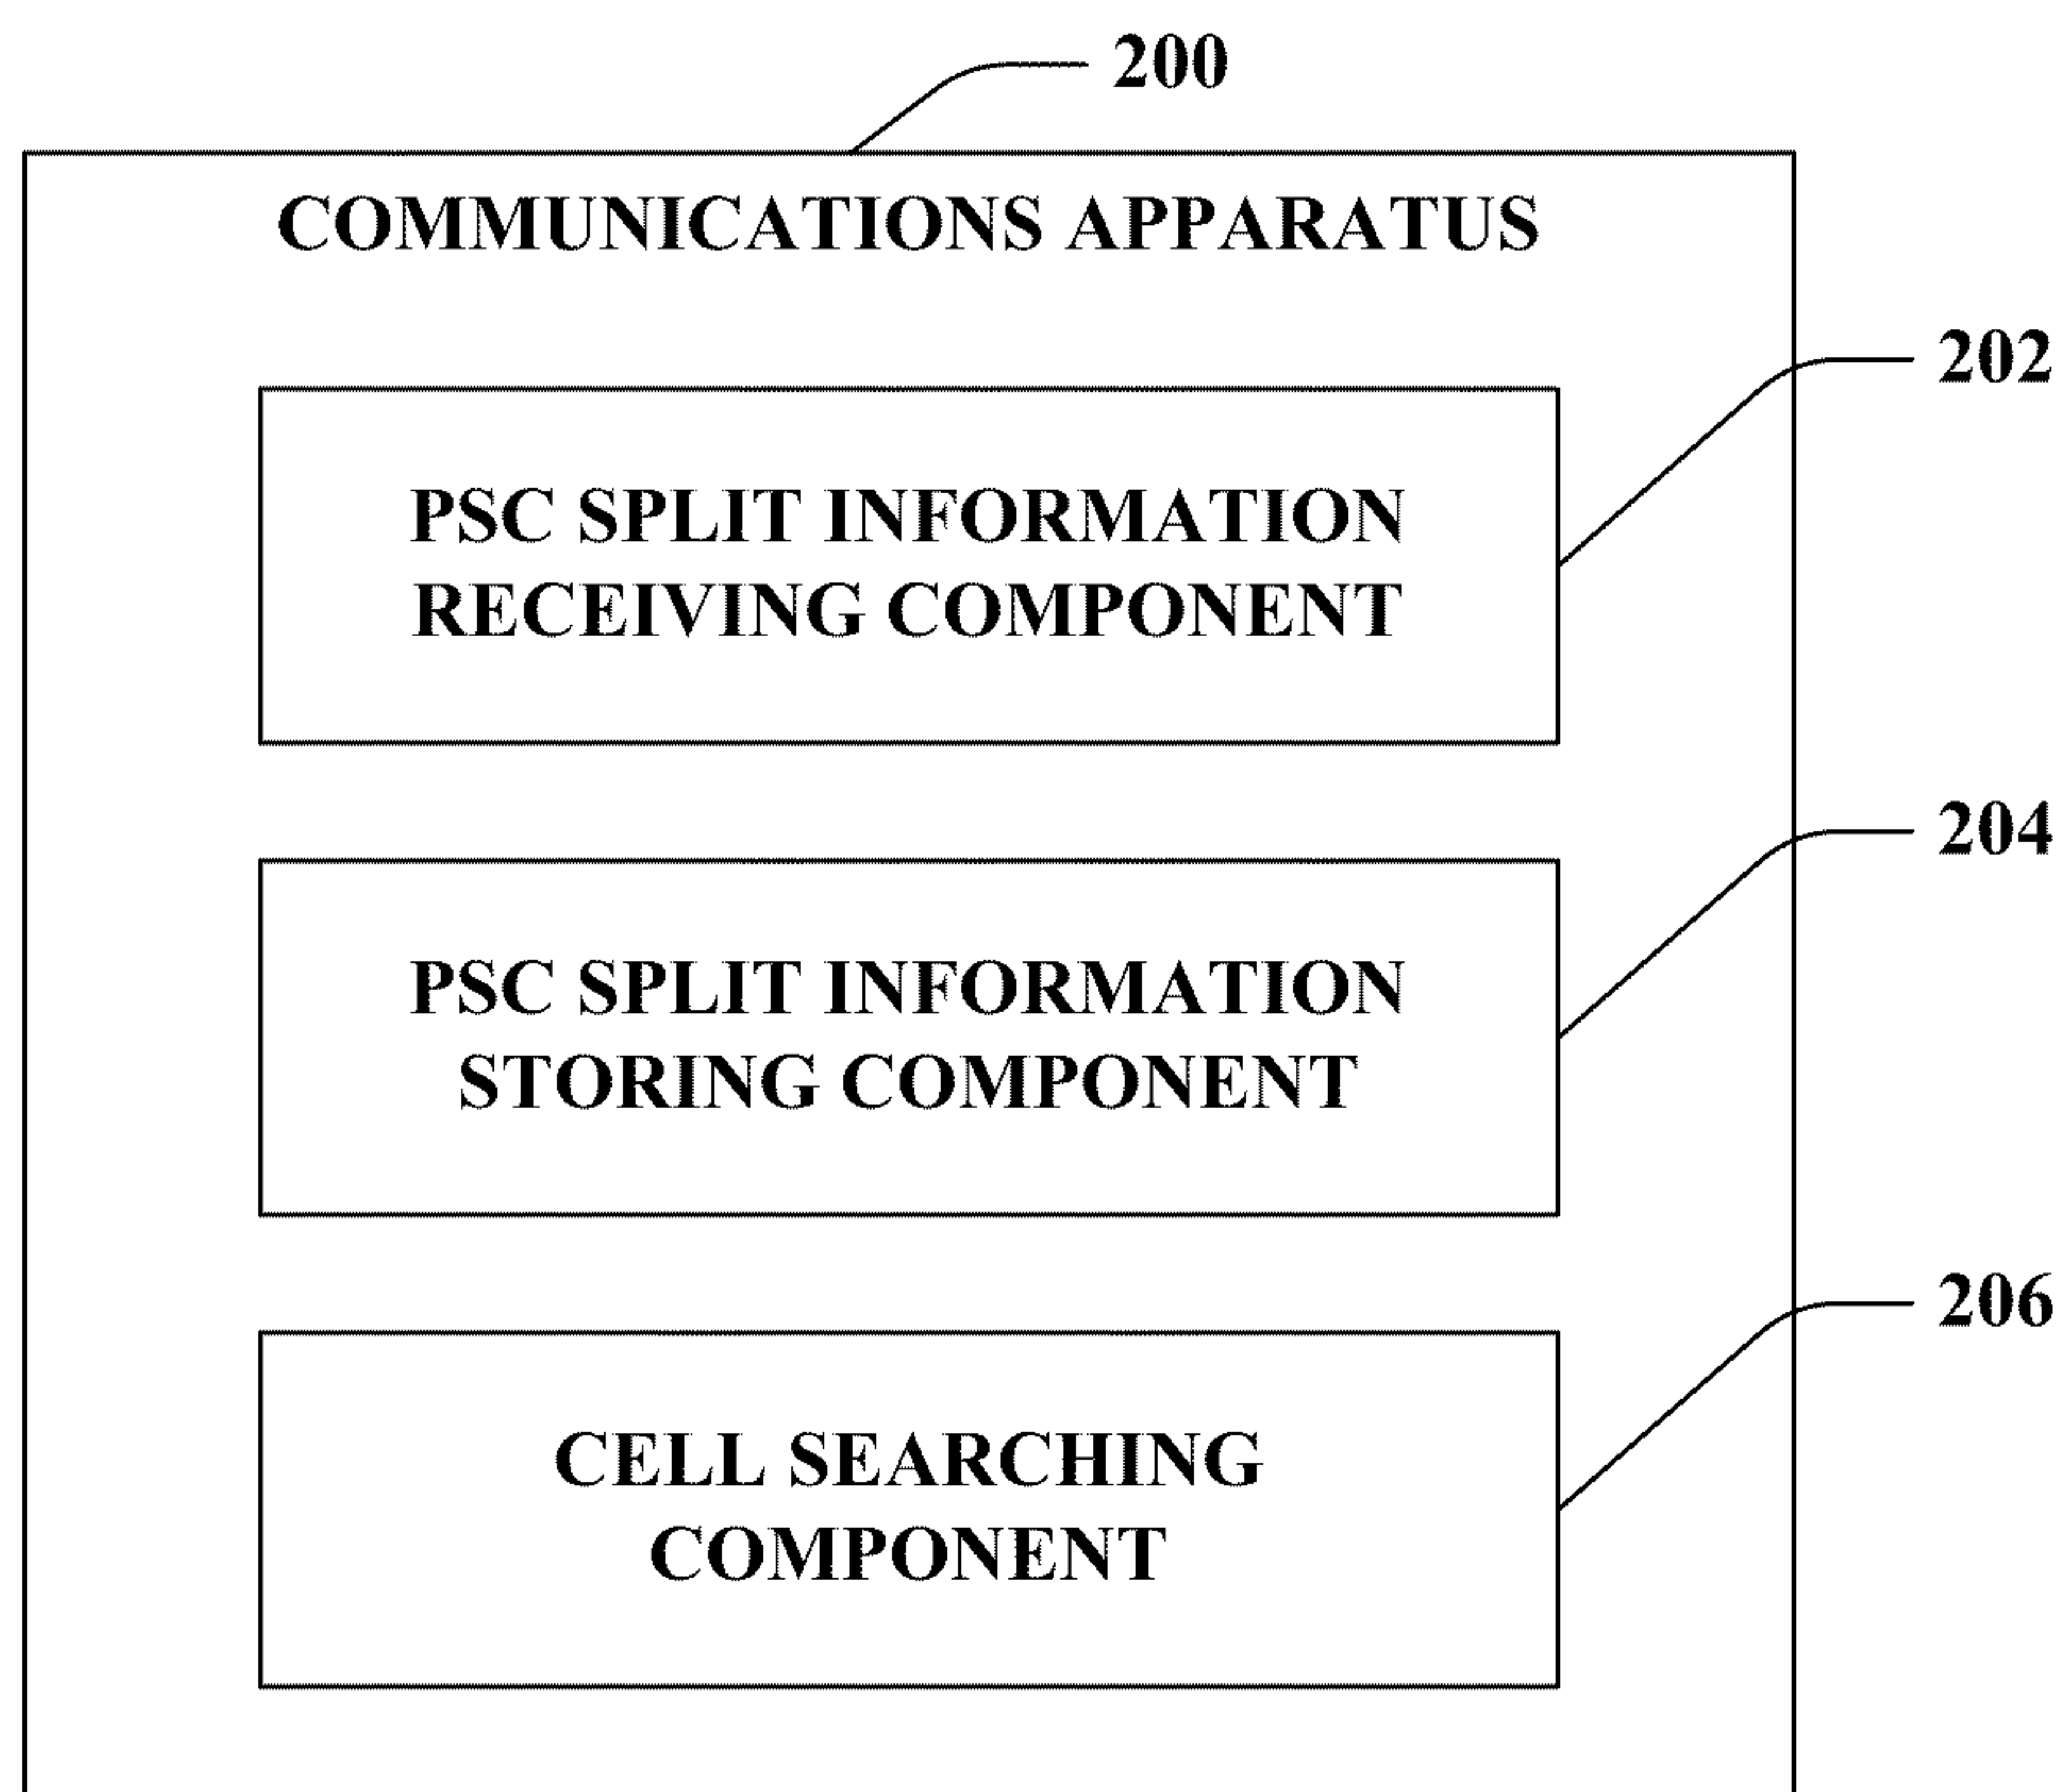 200
COMMUNICATIONS APPARATUS
202
PSC SPLIT INFORMATION
RECEIVING COMPONENT
204
PSC SPLIT INFORMATION
STORING COMPONENT
206
CELL SEARCHING
COMPONENT